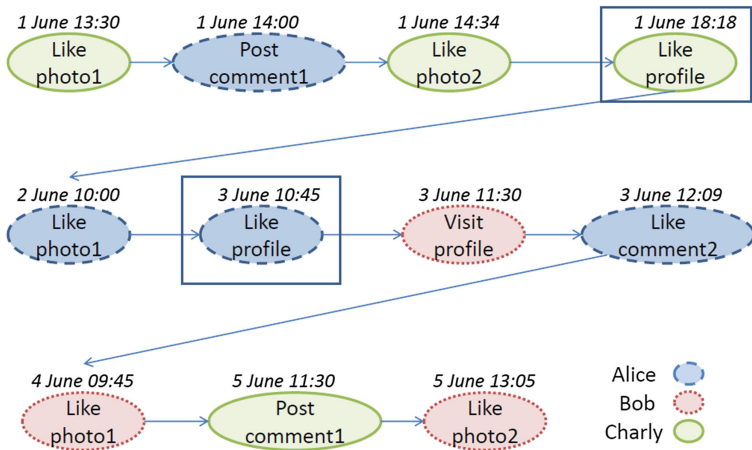 1 June 13:30 1 June 14:00 1 June 14:34 1 June 18:18
Like Post Like Like
photo1 comment1 photo2 profile
2 June 10:00 3 June 10:45 3 June 11:30 3 June 12:09
Like Like Visit Like
photo1 profile profile comment2
4 June 09:45 5 June 11:30 5 June 13:05
Like Post Like
photo1 comment1 photo2
Alice
Bob
Charly